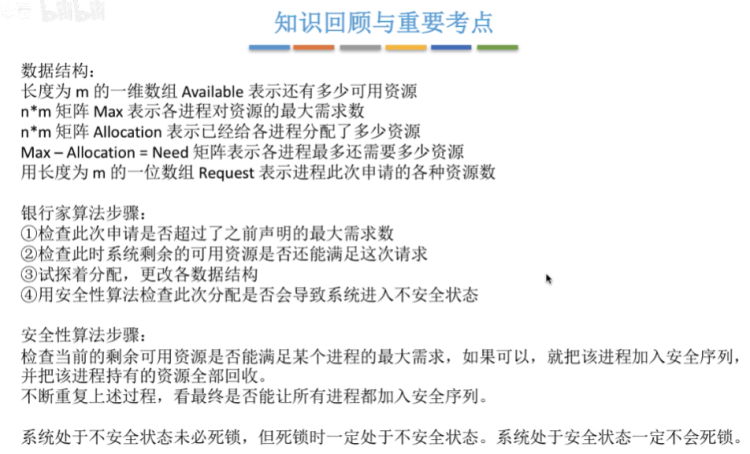 知识回顾与重要考点
数据结构：
长度为 m 的一维数组 Available 表示还有多少可用资源
n*m 矩阵 Max 表示各进程对资源的最大需求数
n*m 矩阵 Allocation 表示已经给各进程分配了多少资源
Max – Allocation = Need 矩阵表示各进程最多还需要多少资源
用长度为 m 的一位数组 Request 表示进程此次申请的各种资源数
银行家算法步骤：
①检查此次申请是否超过了之前声明的最大需求数
②检查此时系统剩余的可用资源是否还能满足这次请求
③试探着分配，更改各数据结构
④用安全性算法检查此次分配是否会导致系统进入不安全状态
安全性算法步骤：
检查当前的剩余可用资源是否能满足某个进程的最大需求，如果可以，就把该进程加入安全序列，
并把该进程持有的资源全部回收。
不断重复上述过程，看最终是否能让所有进程都加入安全序列。
系统处于不安全状态未必死锁，但死锁时一定处于不安全状态。系统处于安全状态一定不会死锁。